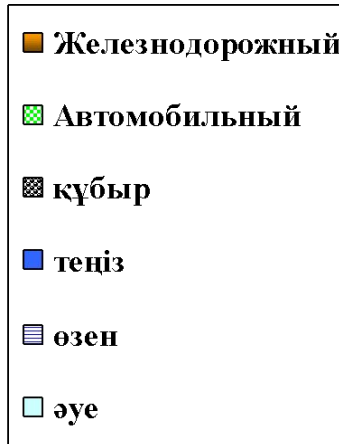 Железнодорожный
Автомобильный
құбыр
теңіз
өзен
әуе